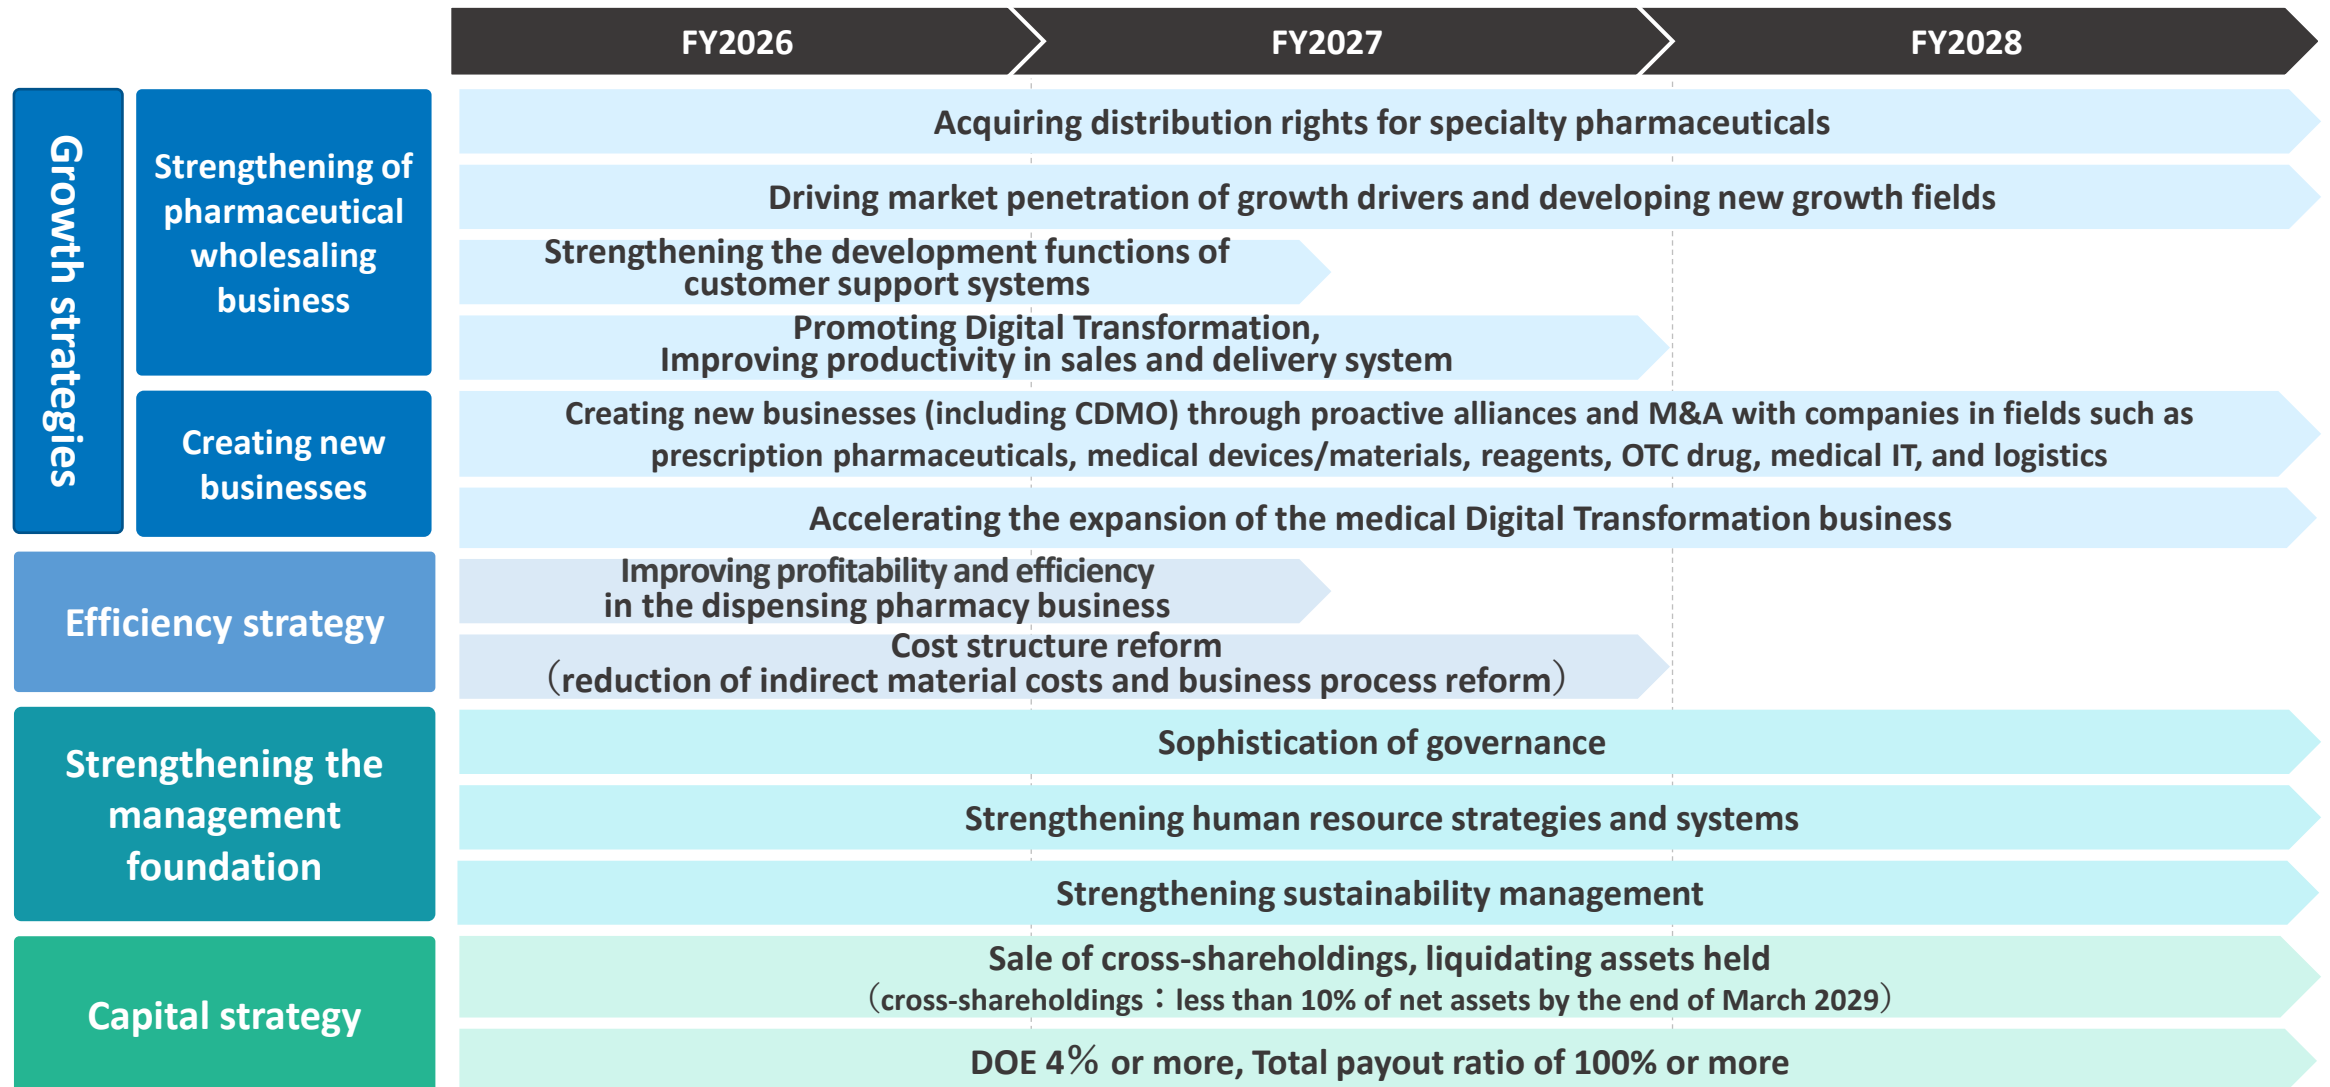 FY2026
FY2027
FY2028
Growth strategies
Strengthening of
pharmaceutical
wholesaling
business
Acquiring distribution rights for specialty pharmaceuticals
Driving market penetration of growth drivers and developing new growth fields
Strengthening the development functions of
customer support systems
Promoting Digital Transformation,
Improving productivity in sales and delivery system
Creating new
businesses
Creating new businesses (including CDMO) through proactive alliances and M&A with companies in fields such as
prescription pharmaceuticals, medical devices/materials, reagents, OTC drug, medical IT, and logistics
Accelerating the expansion of the medical Digital Transformation business
Efficiency strategy
Improving profitability and efficiency
in the dispensing pharmacy business
Cost structure reform
（reduction of indirect material costs and business process reform）
Strengthening the
management
foundation
Sophistication of governance
Strengthening human resource strategies and systems
Strengthening sustainability management
Capital strategy
Sale of cross-shareholdings, liquidating assets held
（cross-shareholdings：less than 10% of net assets by the end of March 2029）
DOE 4％ or more, Total payout ratio of 100% or more